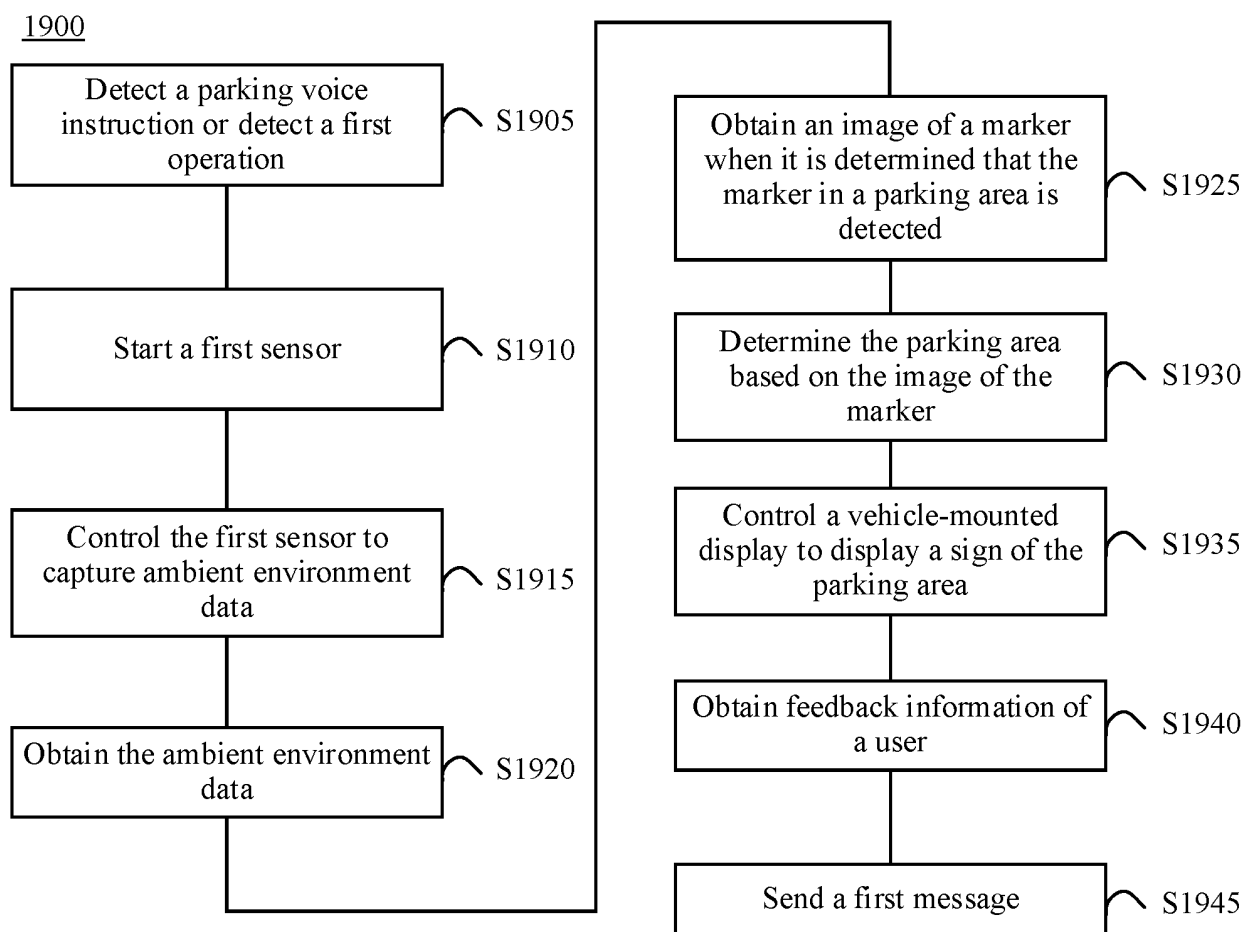 1900
Detect a parking voice
instruction or detect a first
operation
S1905
Start a first sensor
S1910
Control the first sensor to
capture ambient environment
data
S1915
Obtain the ambient environment
data
S1920
Obtain an image of a marker
when it is determined that the
marker in a parking area is
detected
S1925
Determine the parking area
based on the image of the
marker
S1930
Control a vehicle-mounted
display to display a sign of the
parking area
S1935
Obtain feedback information of
a user
S1940
Send a first message
S1945